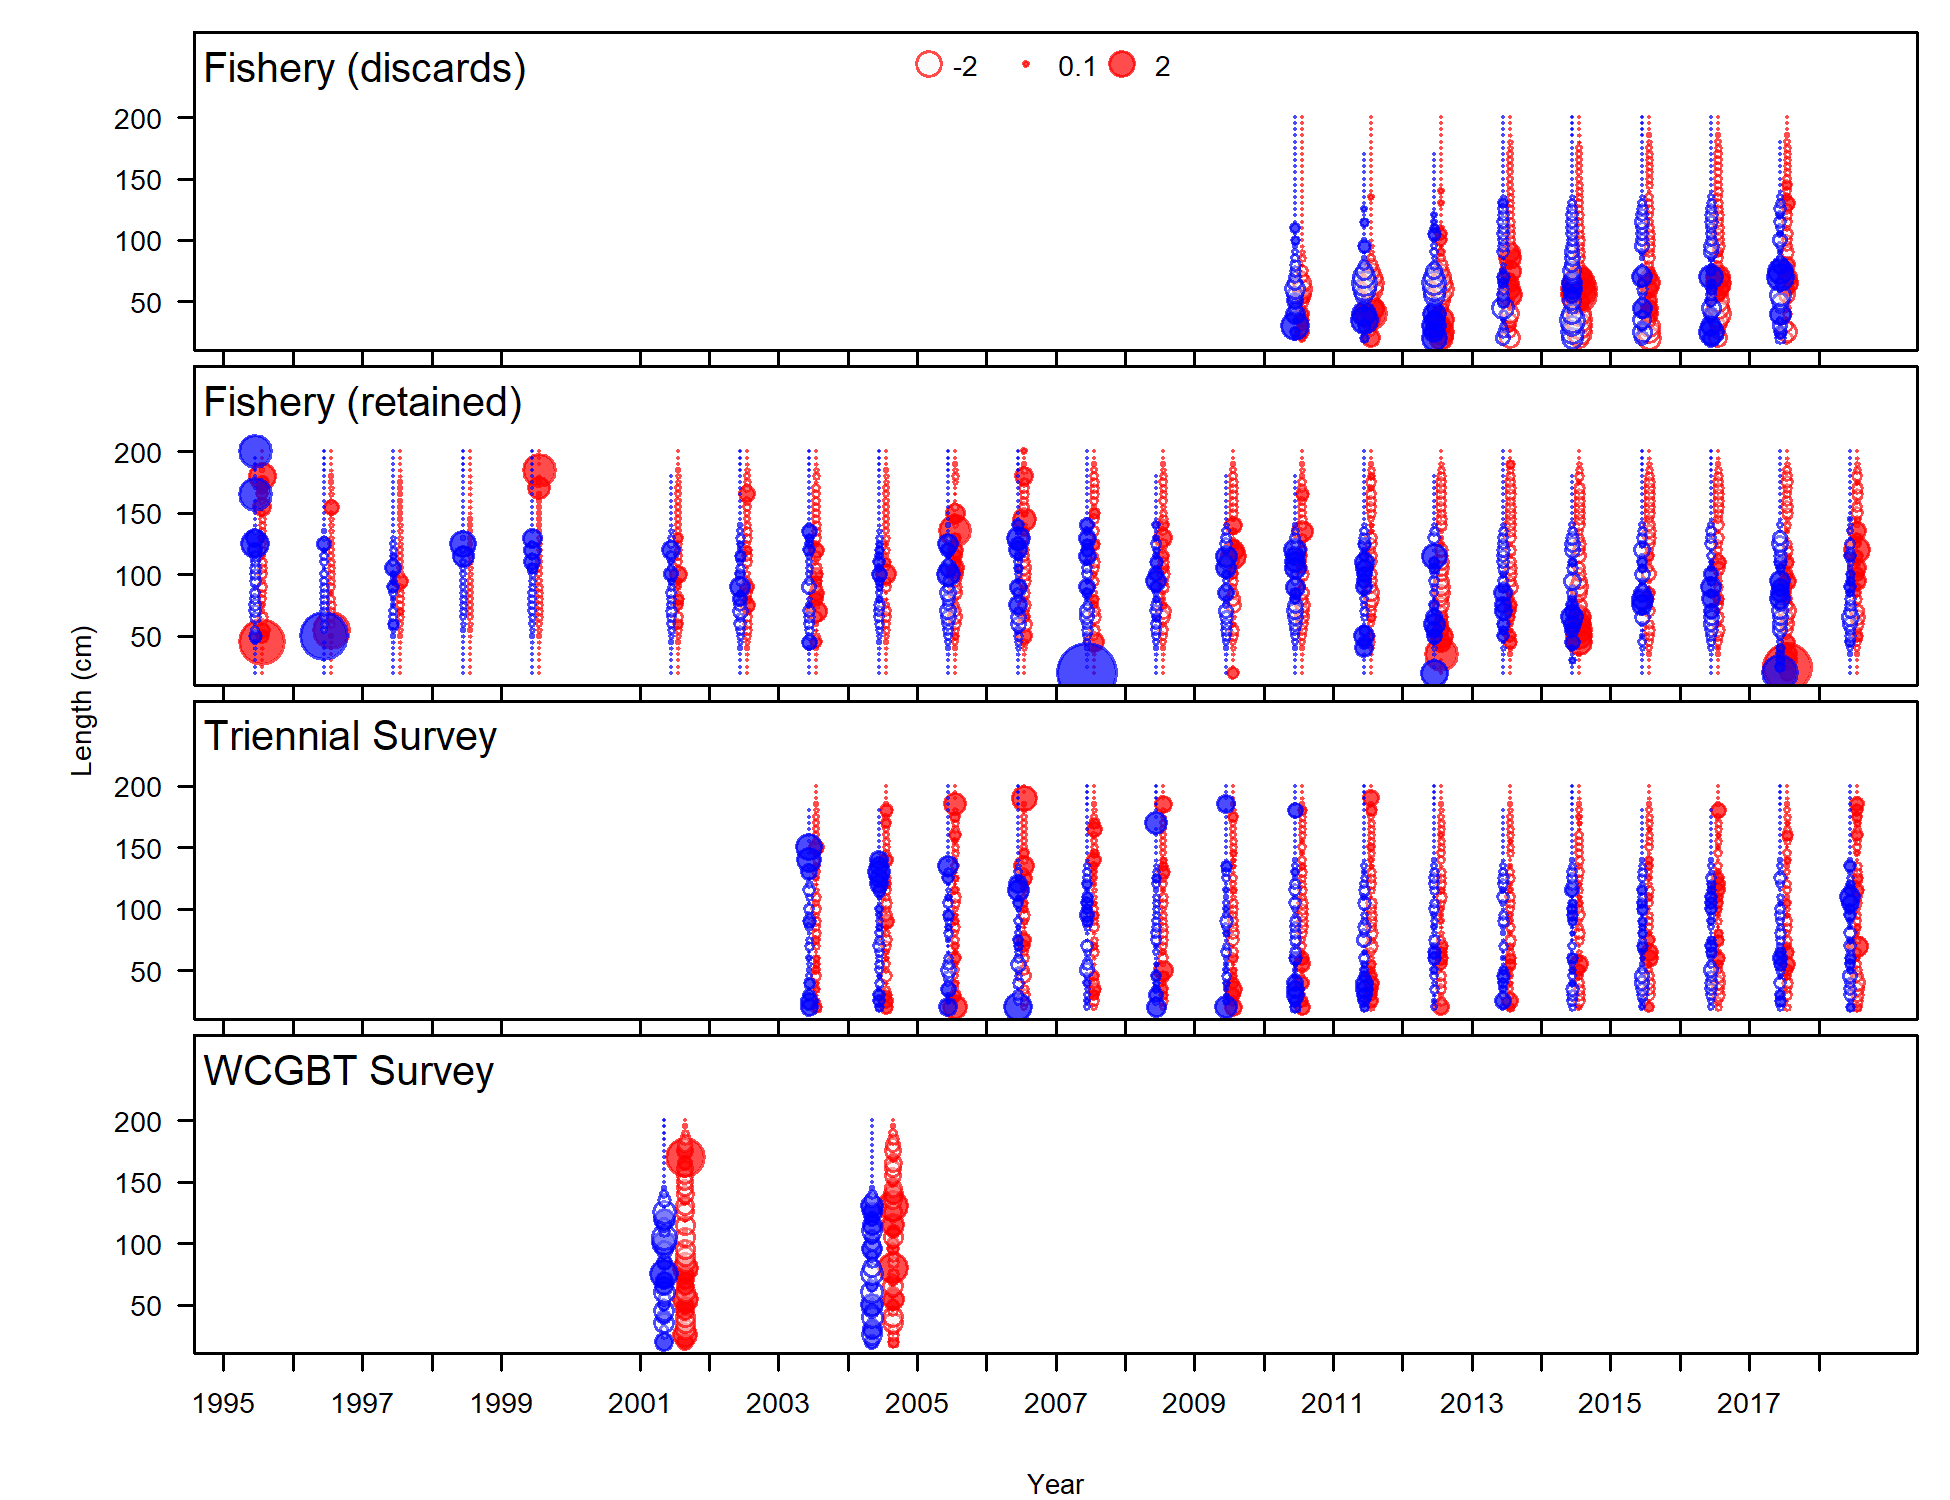 Fishery (discards)
-2 0.1 2
200
150
100
50
Fishery (retained)
200
150
100
50
Triennial Survey
200
150
100
50
WCGBT Survey
200
150
100
50
Length (cm)
1995 1997 1999 2001 2003 2005 2007 2009 2011 2013 2015 2017
Year